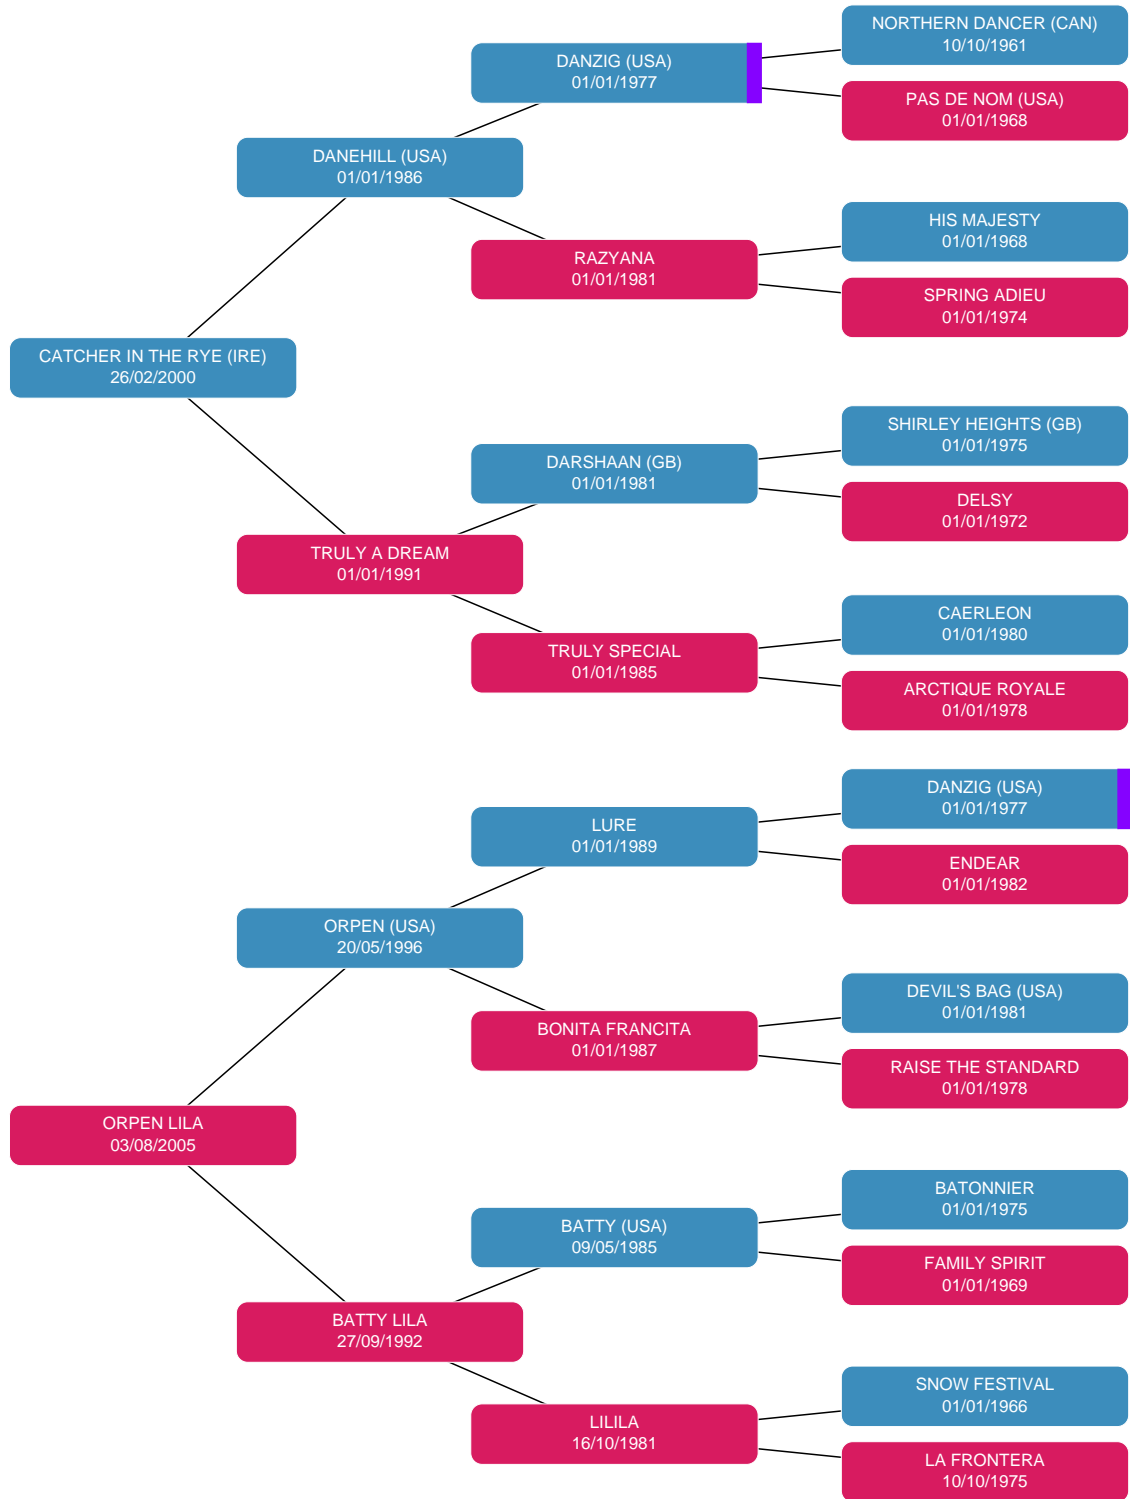 NORTHERN DANCER (CAN)
10/10/1961
DANZIG (USA)
01/01/1977
PAS DE NOM (USA)
01/01/1968
DANEHILL (USA)
01/01/1986
HIS MAJESTY
01/01/1968
RAZYANA
01/01/1981
SPRING ADIEU
01/01/1974
CATCHER IN THE RYE (IRE)
26/02/2000
SHIRLEY HEIGHTS (GB)
01/01/1975
DARSHAAN (GB)
01/01/1981
DELSY
01/01/1972
TRULY A DREAM
01/01/1991
CAERLEON
01/01/1980
TRULY SPECIAL
01/01/1985
ARCTIQUE ROYALE
01/01/1978
DANZIG (USA)
01/01/1977
LURE
01/01/1989
ENDEAR
01/01/1982
ORPEN (USA)
20/05/1996
DEVIL'S BAG (USA)
01/01/1981
BONITA FRANCITA
01/01/1987
RAISE THE STANDARD
01/01/1978
ORPEN LILA
03/08/2005
BATONNIER
01/01/1975
BATTY (USA)
09/05/1985
FAMILY SPIRIT
01/01/1969
BATTY LILA
27/09/1992
SNOW FESTIVAL
01/01/1966
LILILA
16/10/1981
LA FRONTERA
10/10/1975